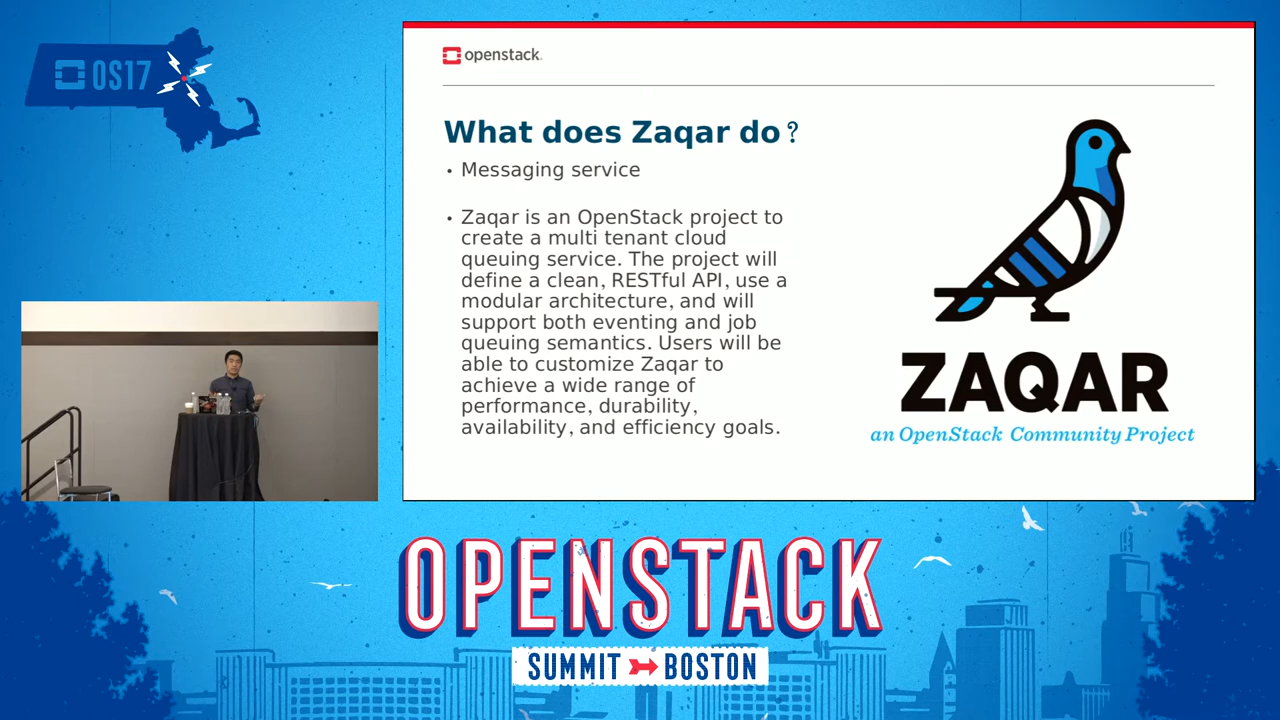 OS17
openstack.
What does Zaqar do?
• Messaging service
• Zaqar is an OpenStack project to
create a multi tenant cloud
queuing service. The project will
define a clean, RESTful API, use a
modular architecture, and will
support both eventing and job
queuing semantics. Users will be
able to customize Zaqar to
achieve a wide range of
performance, durability,
availability, and efficiency goals.
ZAQAR
an OpenStack Community Project
OPENSTACK
SUMMIT BOSTON